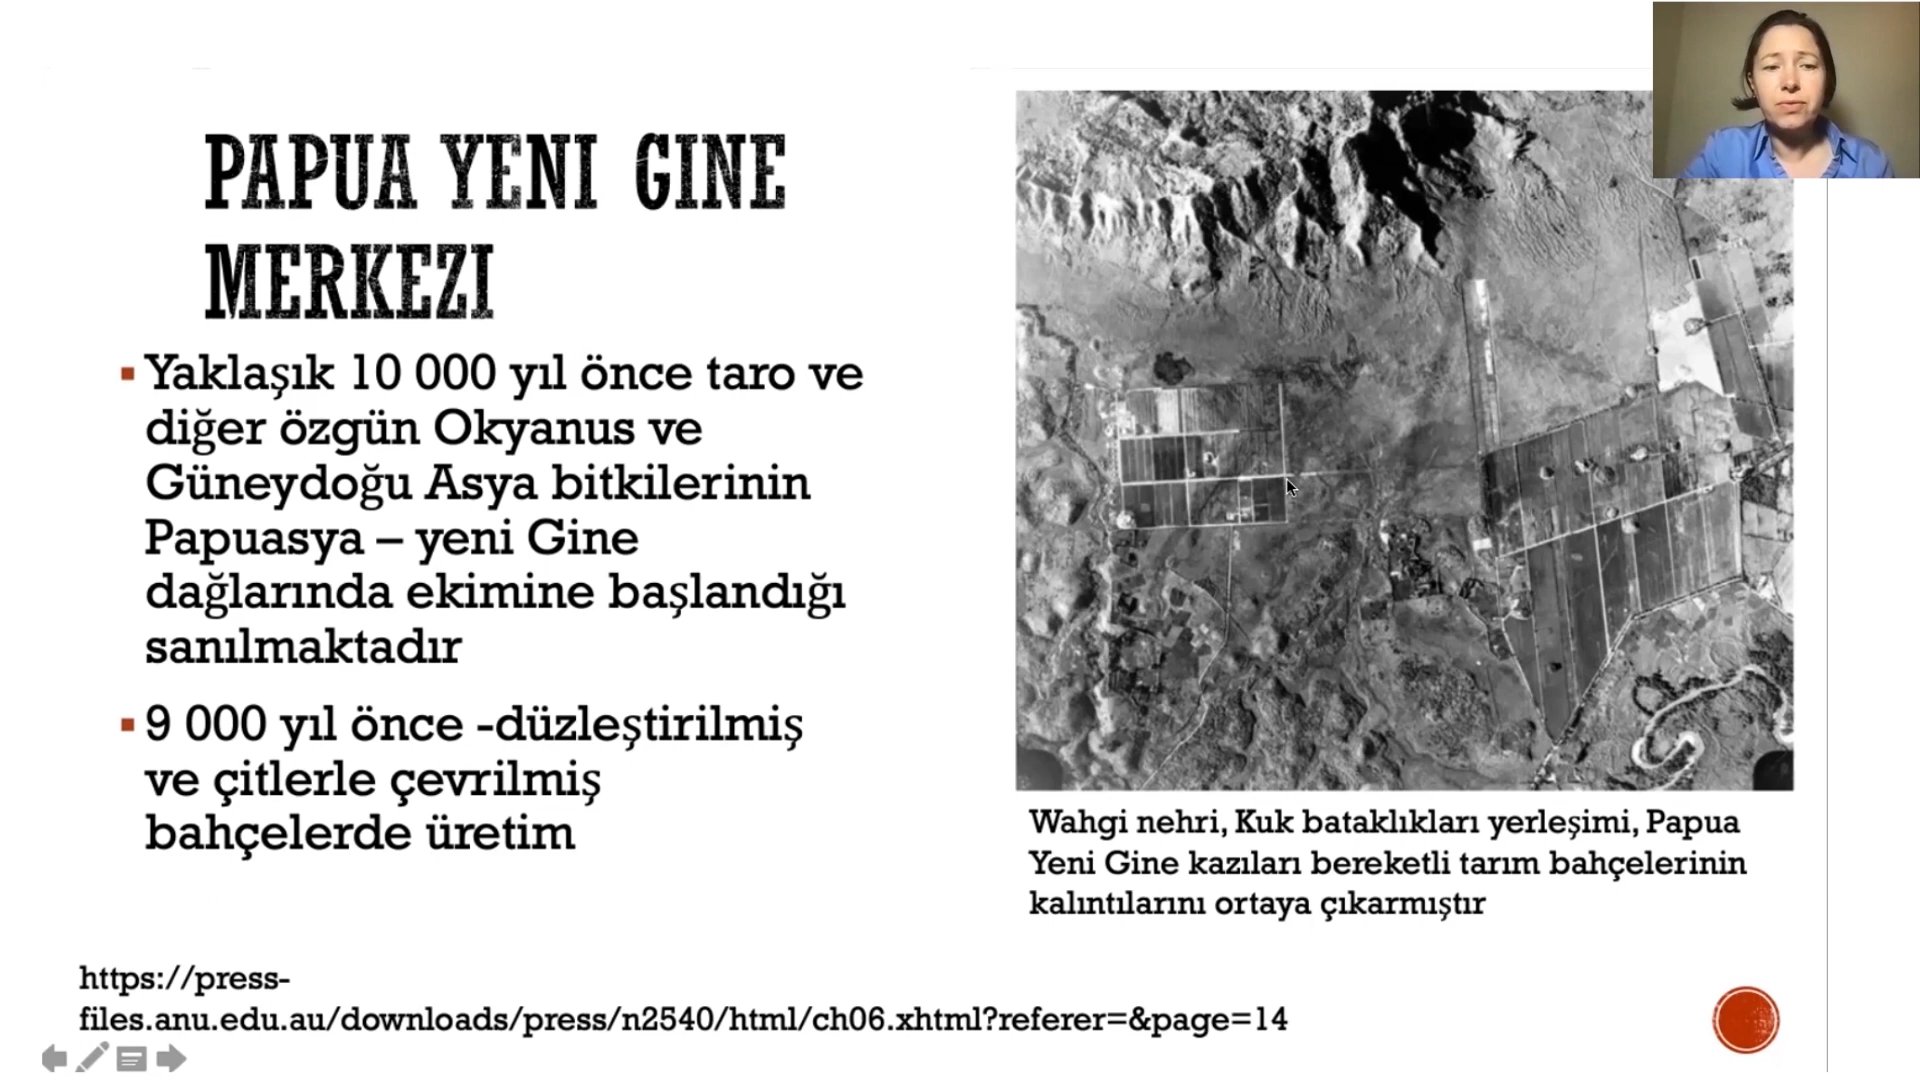 PAPUA YENI GINE
MERKEZI
▪ Yaklaşık 10 000 yıl önce taro ve
diğer özgün Okyanus ve
Güneydoğu Asya bitkilerinin
Papuasya – yeni Gine
dağlarında ekimine başlandığı
sanılmaktadır
▪ 9 000 yıl önce -düzleştirilmiş
ve çitlerle çevrilmiş
bahçelerde üretim
Wahgi nehri, Kuk bataklıkları yerleşimi, Papua
Yeni Gine kazıları bereketli tarım bahçelerinin
kalıntılarını ortaya çıkarmıştır
https://press-
files.anu.edu.au/downloads/press/n2540/html/ch06.xhtml?referer=&page=14